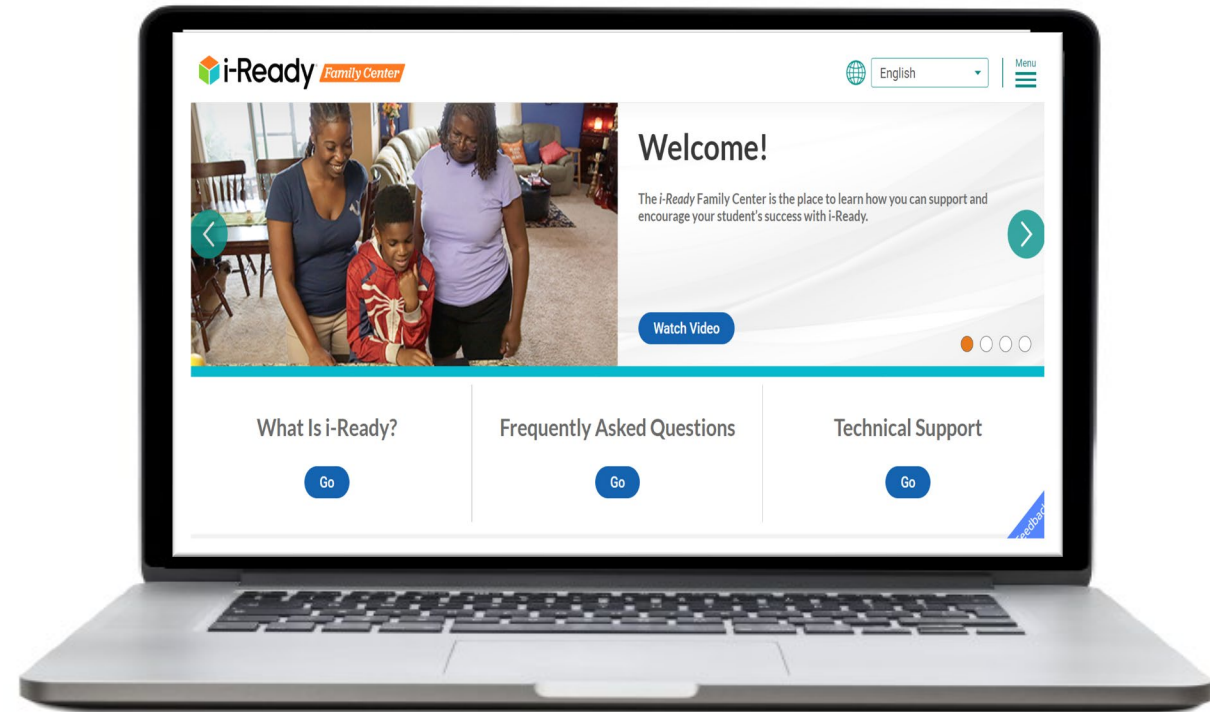 i-Ready Family Center
English
Menu
Welcome!
The i-Ready Family Center is the place to learn how you can support and
encourage your student's success with i-Ready.
Watch Video
What Is i-Ready?
Frequently Asked Questions
Technical Support
Go
Go
Go
Feedback